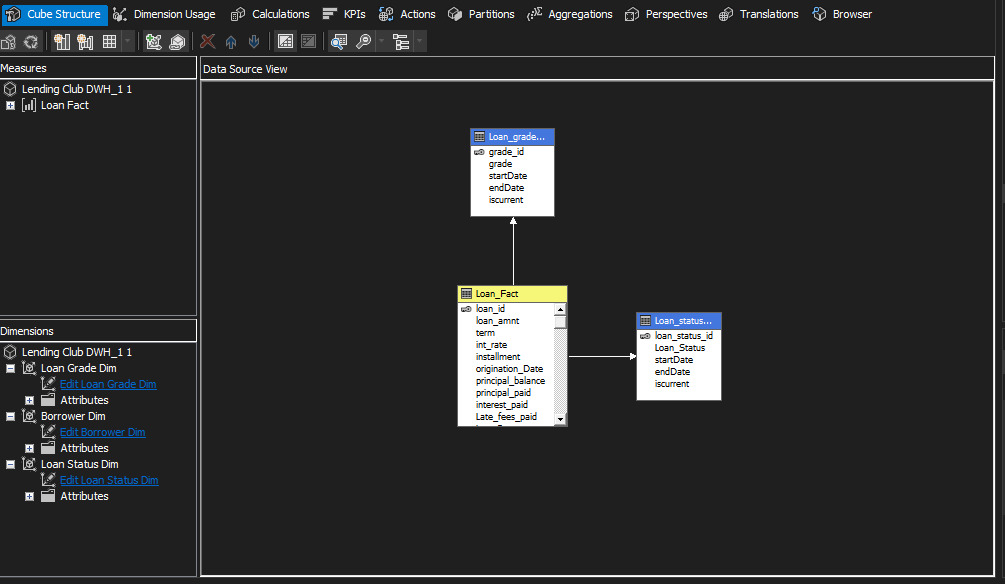 Cube Structure Dimension Usage Calculations KPIs Actions Partitions Aggregations Perspectives Translations Browser
Measures
Lending Club DWH_1 1
Loan Fact
Dimensions
Lending Club DWH_1 1
Loan Grade Dim
Edit Loan Grade Dim
Attributes
Borrower Dim
Edit Borrower Dim
Attributes
Loan Status Dim
Edit Loan Status Dim
Attributes
Data Source View
Loan_grade...
grade_id
grade
startDate
endDate
iscurrent
Loan_Fact
loan_id
loan_amnt
term
int_rate
installment
origination_Date
principal_balance
principal_paid
interest_paid
Late_fees_paid
Loan_status...
loan_status_id
Loan_Status
startDate
endDate
iscurrent